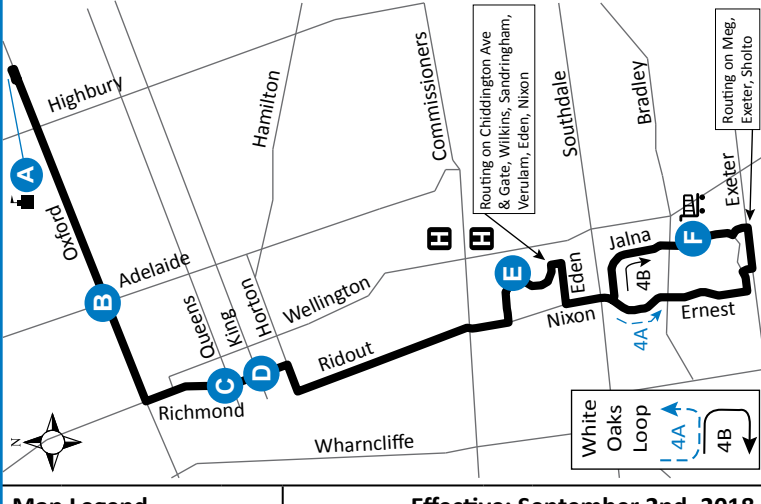 Highbury
Hamilton
Commissioners
Southdale
Bradley
Routing on Meg,
Exeter, Sholto
Routing on Chiddington Ave
& Gate, Wilkins, Sandringham,
Verulam, Eden, Nixon
A
Oxford
Exeter
B
Adelaide
Queens
King
Horton
Wellington
H
H
E
Eden
Jalna
F
4B
Nixon
4A
Ernest
N
C
D
Richmond
Ridout
Wharncliffe
White
Oaks
Loop
4A
4B
Map Legend
Effective: September 2nd, 2018